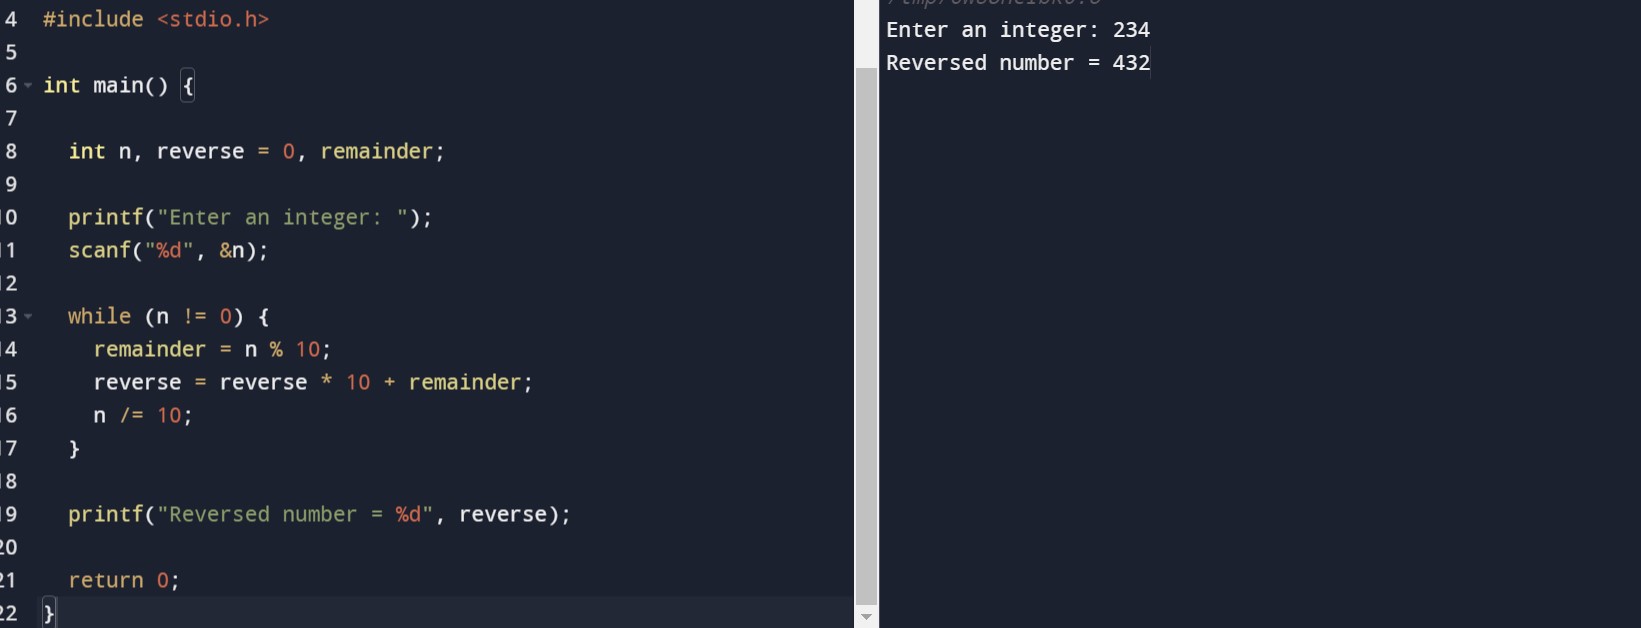 4 #include <stdio.h>
5
6 int main() {
7
8 int n, reverse = 0, remainder;
9
10 printf("Enter an integer: ");
11 scanf("%d", &n);
12
13 while (n != 0) {
14 remainder = n % 10;
15 reverse = reverse * 10 + remainder;
16 n /= 10;
17 }
18
19 printf("Reversed number = %d", reverse);
20
21 return 0;
22 }
Enter an integer: 234
Reversed number = 432